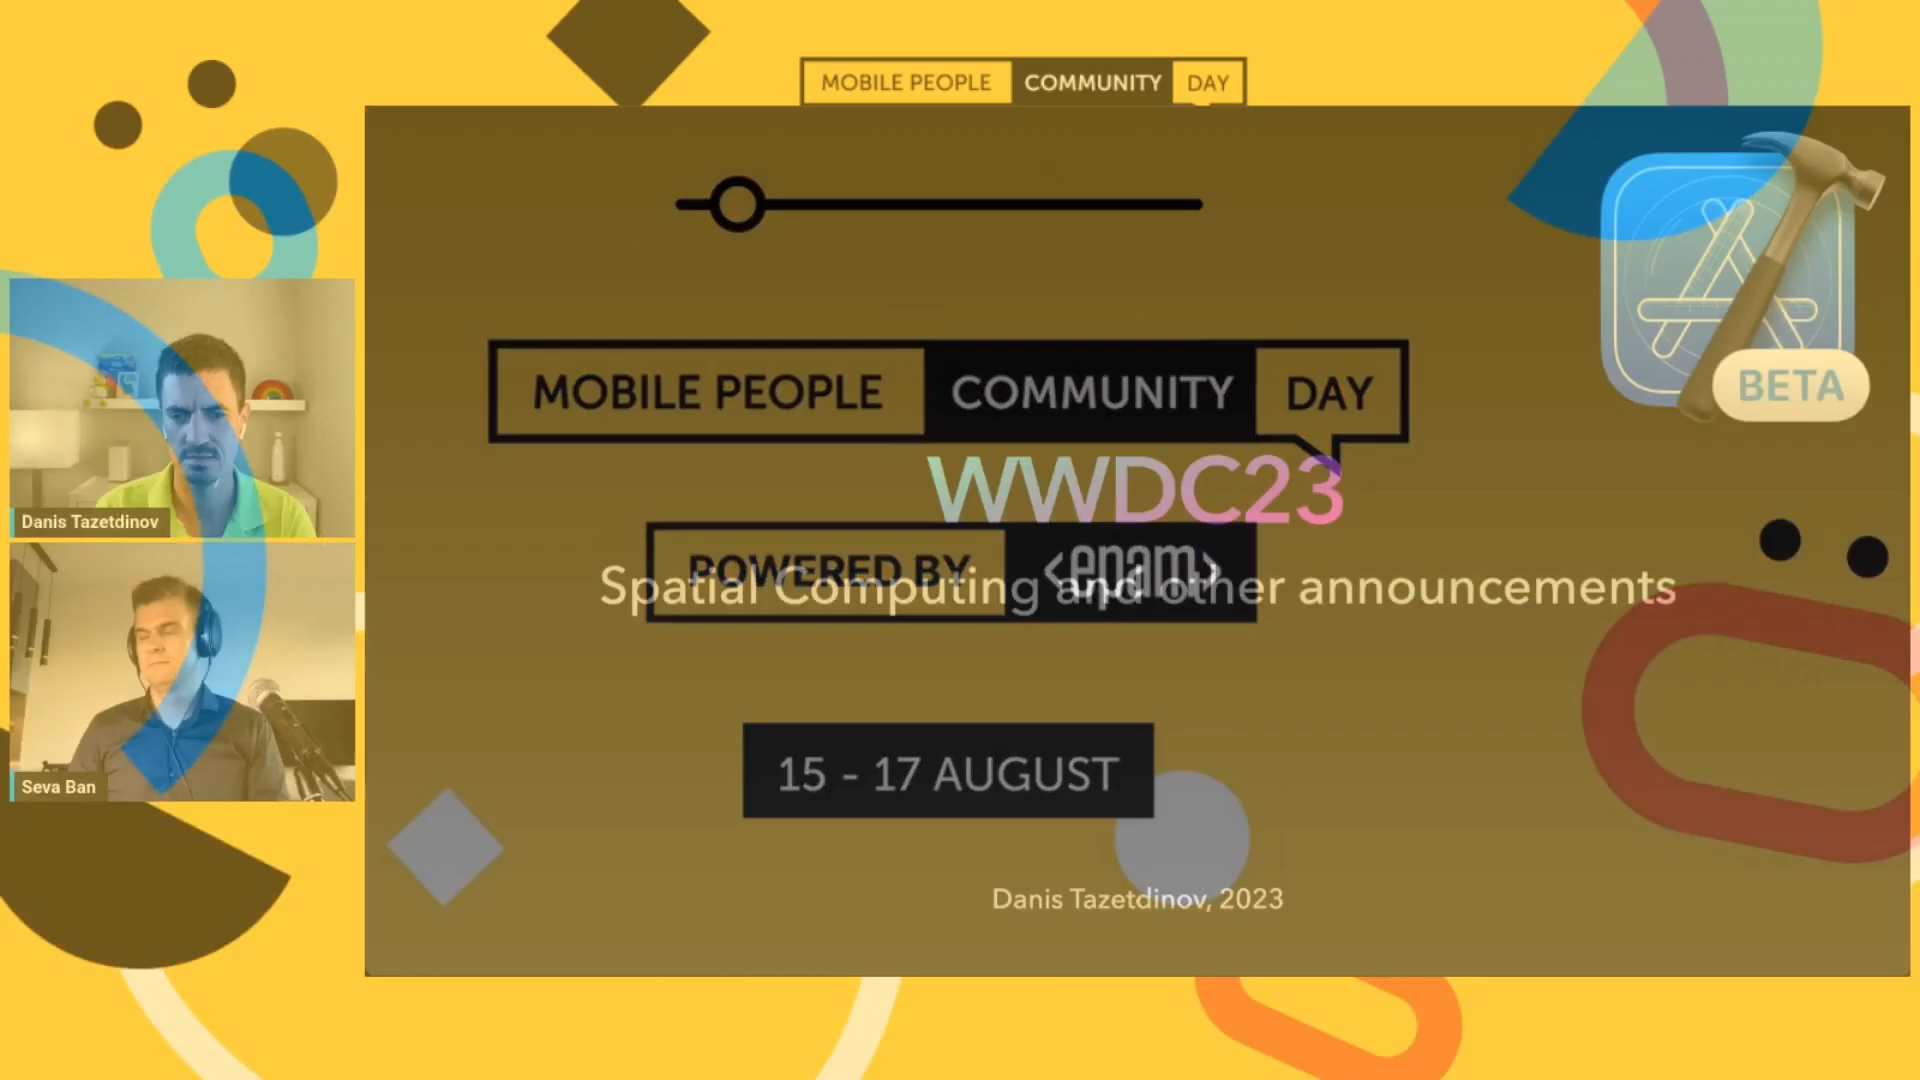 MOBILE PEOPLE COMMUNITY DAY
MOBILE PEOPLE COMMUNITY DAY
BETA
WWDC23
POWERED BY <enam>
Spatial Computing and other announcements
Danis Tazetdinov
Seva Ban
15 - 17 AUGUST
Danis Tazetdinov, 2023